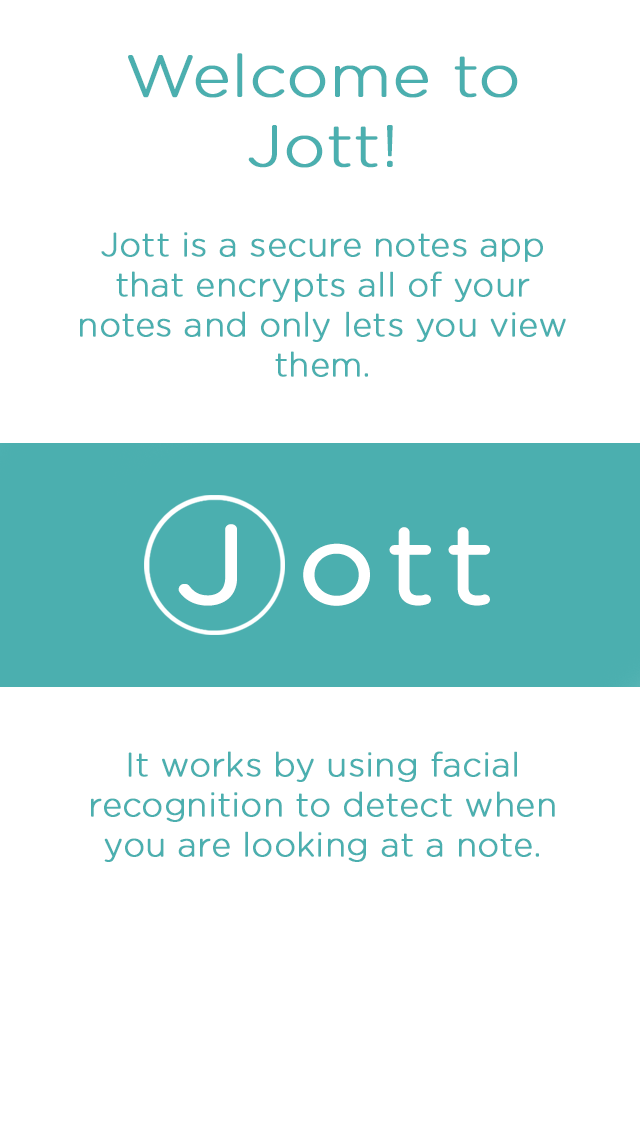 Welcome to
Jott!
Jott is a secure notes app
that encrypts all of your
notes and only lets you view
them.
Jott
It works by using facial
recognition to detect when
you are looking at a note.